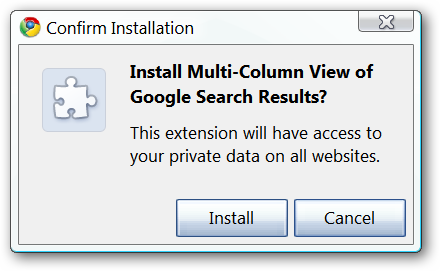 Confirm Installation
Install Multi-Column View of
Google Search Results?
This extension will have access to
your private data on all websites.
Install
Cancel